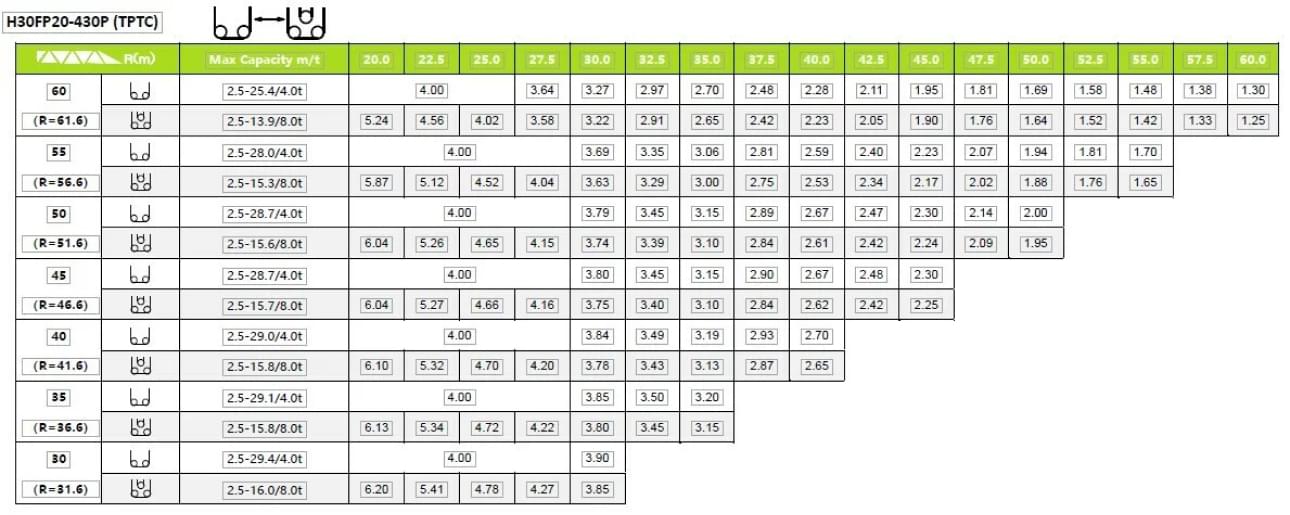 H30FP20-430P (TPTC)
R(m) Max Capacity m/t 20.0 22.5 25.0 27.5 30.0 32.5 35.0 37.5 40.0 42.5 45.0 47.5 50.0 52.5 55.0 57.5 60.0
60 2.5-25.4/4.0t 4.00 3.64 3.27 2.97 2.70 2.48 2.28 2.11 1.95 1.81 1.69 1.58 1.48 1.38 1.30
(R=61.6) 2.5-13.9/8.0t 5.24 4.56 4.02 3.58 3.22 2.91 2.65 2.42 2.23 2.05 1.90 1.76 1.64 1.52 1.42 1.33 1.25
55 2.5-28.0/4.0t 4.00 3.69 3.35 3.06 2.81 2.59 2.40 2.23 2.07 1.94 1.81 1.70
(R=56.6) 2.5-15.3/8.0t 5.87 5.12 4.52 4.04 3.63 3.29 3.00 2.75 2.53 2.34 2.17 2.02 1.88 1.76 1.65
50 2.5-28.7/4.0t 4.00 3.79 3.45 3.15 2.89 2.67 2.47 2.30 2.14 2.00
(R=51.6) 2.5-15.6/8.0t 6.04 5.26 4.65 4.15 3.74 3.39 3.10 2.84 2.61 2.42 2.24 2.09 1.95
45 2.5-28.7/4.0t 4.00 3.80 3.45 3.15 2.90 2.67 2.48 2.30
(R=46.6) 2.5-15.7/8.0t 6.04 5.27 4.66 4.16 3.75 3.40 3.10 2.84 2.62 2.42 2.25
40 2.5-29.0/4.0t 4.00 3.84 3.49 3.19 2.93 2.70
(R=41.6) 2.5-15.8/8.0t 6.10 5.32 4.70 4.20 3.78 3.43 3.13 2.87 2.65
35 2.5-29.1/4.0t 4.00 3.85 3.50 3.20
(R=36.6) 2.5-15.8/8.0t 6.13 5.34 4.72 4.22 3.80 3.45 3.15
30 2.5-29.4/4.0t 4.00 3.90
(R=31.6) 2.5-16.0/8.0t 6.20 5.41 4.78 4.27 3.85